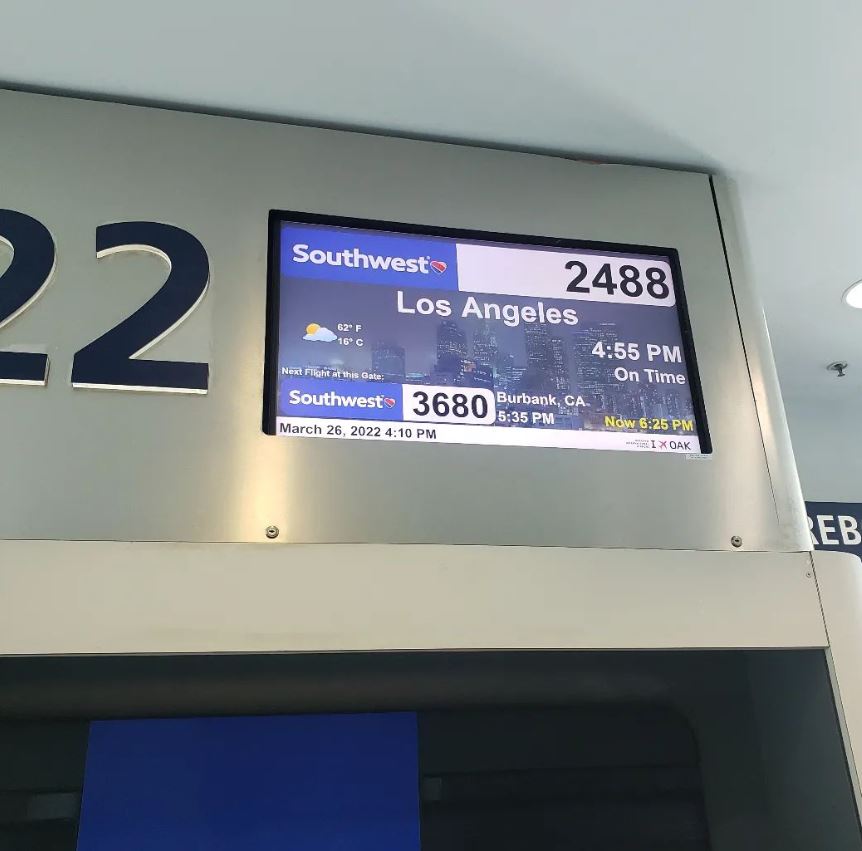 22
Southwest
2488
Los Angeles
62° F
16° C
4:55 PM
On Time
Next Flight at this Gate:
Southwest
3680
Burbank, CA.
5:35 PM
Now 6:25 PM
March 26, 2022 4:10 PM
I OAK
REB